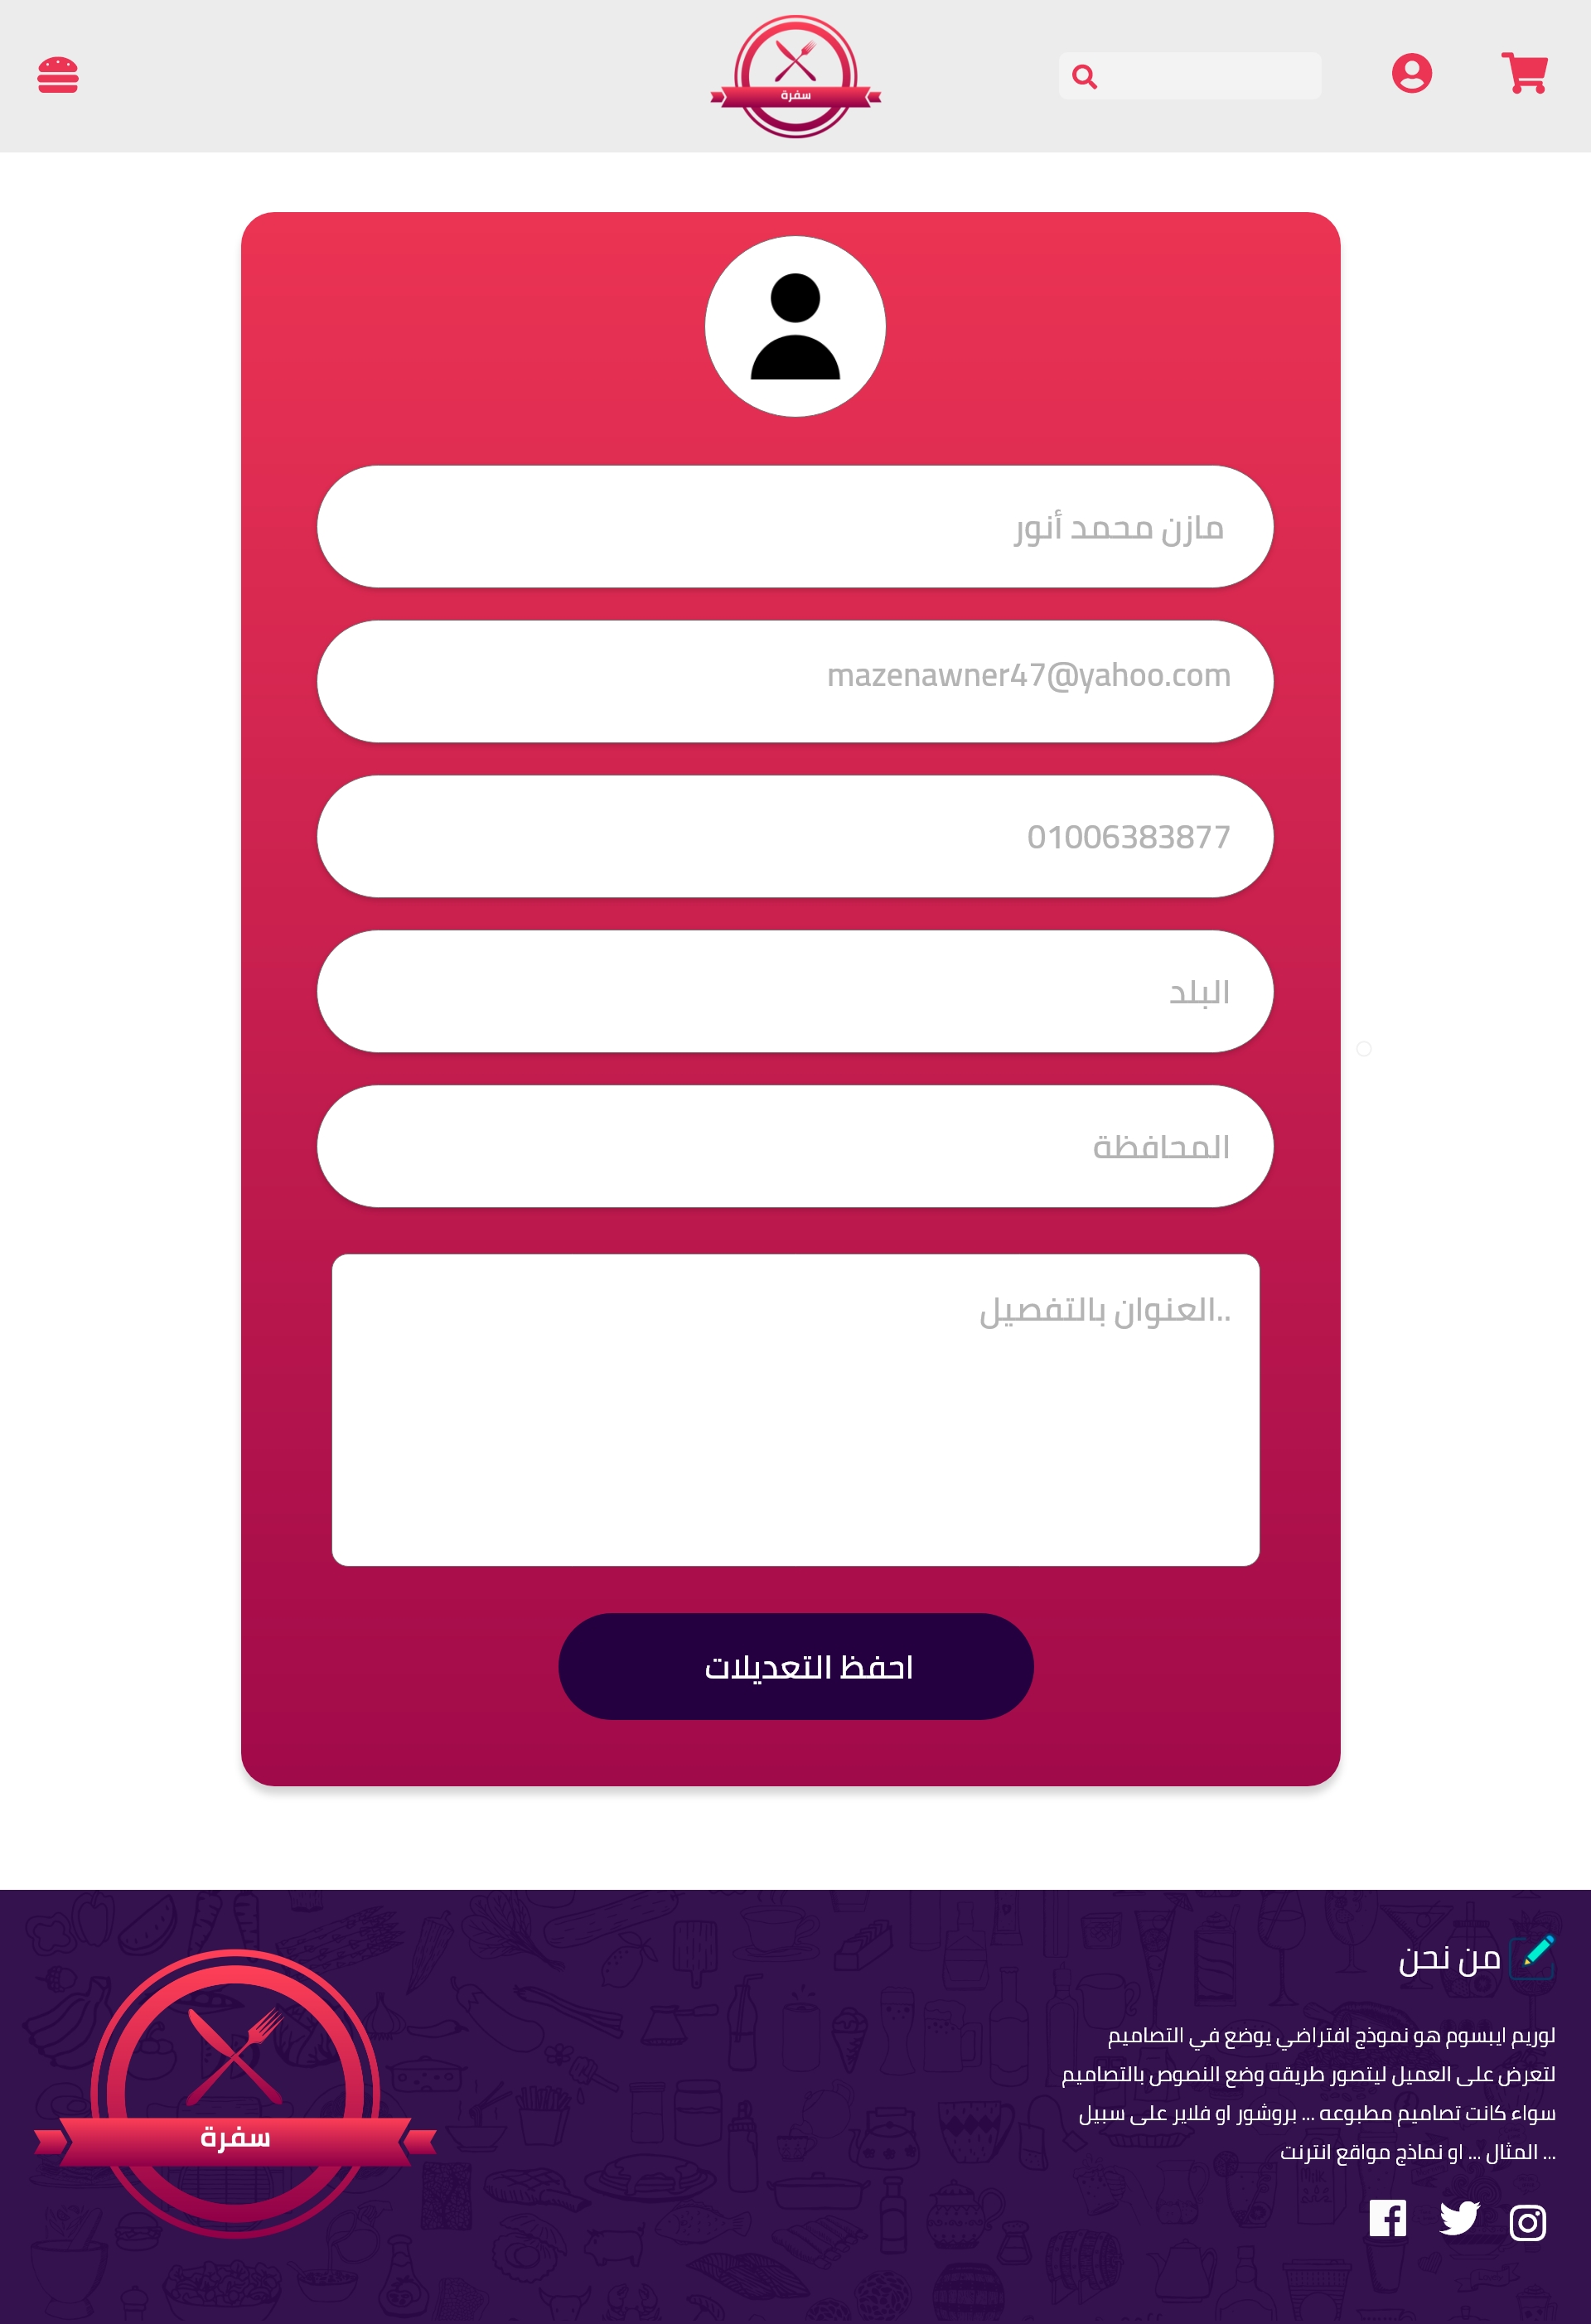 سفرة
مازن محمد أنور
mazenawner47@yahoo.com
01006383877
البلد
المحافظة
العنوان بالتفصيل..
احفظ التعديلات
من نحن
لوريم ايبسوم هو نموذج افتراضي يوضع في التصاميم
لتعرض على العميل ليتصور طريقه وضع النصوص بالتصاميم
سواء كانت تصاميم مطبوعه ... بروشور او فلاير على سبيل
... المثال ... او نماذج مواقع انترنت
سفرة